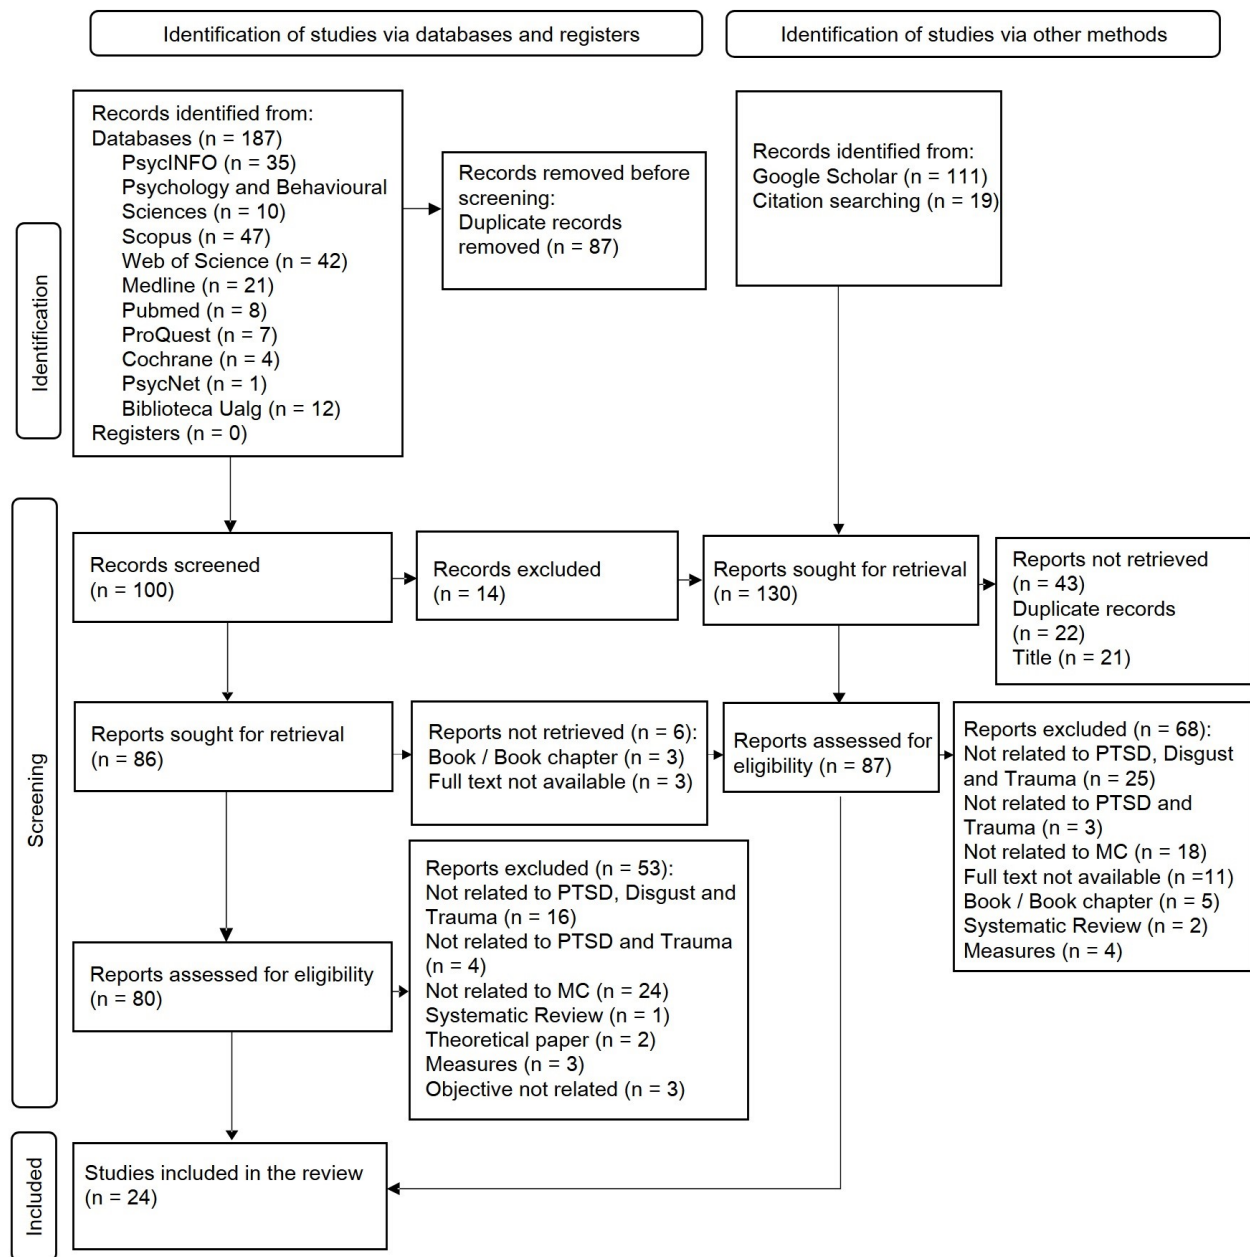 Identification of studies via databases and registers
Identification of studies via other methods
Identification
Records identified from:
Databases (n = 187)
PsycINFO (n = 35)
Psychology and Behavioural
Sciences (n = 10)
Scopus (n = 47)
Web of Science (n = 42)
Medline (n = 21)
Pubmed (n = 8)
ProQuest (n = 7)
Cochrane (n = 4)
PsycNet (n = 1)
Biblioteca Ualg (n = 12)
Registers (n = 0)
Records removed before
screening:
Duplicate records
removed (n = 87)
Records identified from:
Google Scholar (n = 111)
Citation searching (n = 19)
Screening
Records screened
(n = 100)
Records excluded
(n = 14)
Reports sought for retrieval
(n = 130)
Reports not retrieved
(n = 43)
Duplicate records
(n = 22)
Title (n = 21)
Reports sought for retrieval
(n = 86)
Reports not retrieved (n = 6):
Book / Book chapter (n = 3)
Full text not available (n = 3)
Reports assessed for
eligibility (n = 87)
Reports excluded (n = 68):
Not related to PTSD, Disgust
and Trauma (n = 25)
Not related to PTSD and
Trauma (n = 3)
Not related to MC (n = 18)
Full text not available (n =11)
Book / Book chapter (n = 5)
Systematic Review (n = 2)
Measures (n = 4)
Reports assessed for eligibility
(n = 80)
Reports excluded (n = 53):
Not related to PTSD, Disgust and
Trauma (n = 16)
Not related to PTSD and Trauma
(n = 4)
Not related to MC (n = 24)
Systematic Review (n = 1)
Theoretical paper (n = 2)
Measures (n = 3)
Objective not related (n = 3)
Included
Studies included in the review
(n = 24)